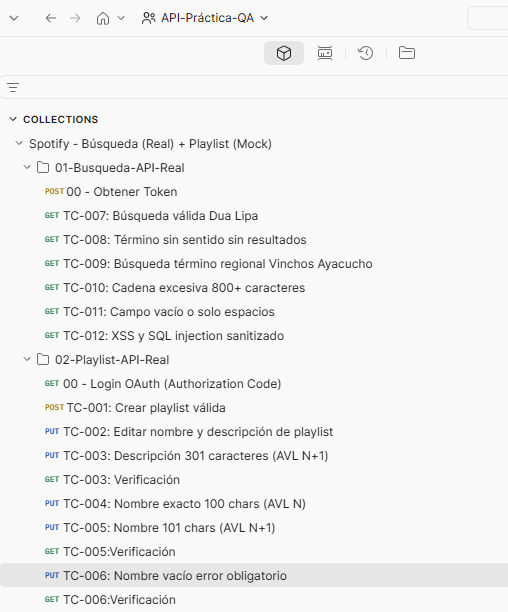 API-Práctica-QA
COLLECTIONS
Spotify - Búsqueda (Real) + Playlist (Mock)
01-Busqueda-API-Real
POST 00 - Obtener Token
GET TC-007: Búsqueda válida Dua Lipa
GET TC-008: Término sin sentido sin resultados
GET TC-009: Búsqueda término regional Vinchos Ayacucho
GET TC-010: Cadena excesiva 800+ caracteres
GET TC-011: Campo vacío o solo espacios
GET TC-012: XSS y SQL injection sanitizado
02-Playlist-API-Real
GET 00 - Login OAuth (Authorization Code)
POST TC-001: Crear playlist válida
PUT TC-002: Editar nombre y descripción de playlist
PUT TC-003: Descripción 301 caracteres (AVL N+1)
GET TC-003: Verificación
PUT TC-004: Nombre exacto 100 chars (AVL N)
PUT TC-005: Nombre 101 chars (AVL N+1)
GET TC-005:Verificación
PUT TC-006: Nombre vacío error obligatorio
GET TC-006:Verificación